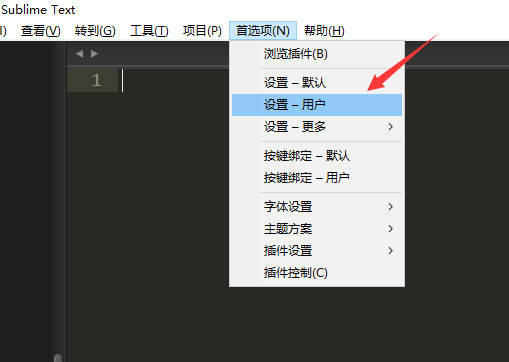 Sublime Text
I) 查看(V) 转到(G) 工具(T) 项目(P) 首选项(N) 帮助(H)
浏览插件(B)
1
设置 – 默认
设置 – 用户
设置 – 更多
按键绑定 – 默认
按键绑定 – 用户
字体设置
主题方案
插件设置
插件控制(C)